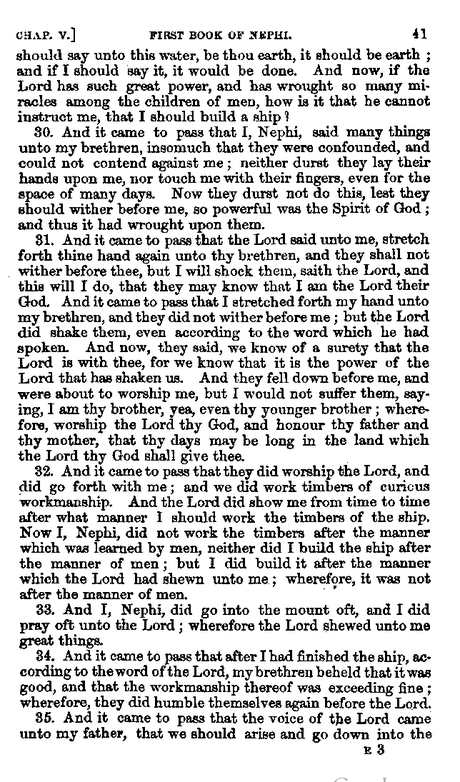 CHAP. V.] FIRST BOOK OF NEPHI. 41
should say unto this water, be thou earth, it should be earth ;
and if I should say it, it would be done. And now, if the
Lord has such great power, and has wrought so many mi-
racles among the children of men, how is it that he cannot
instruct me, that I should build a ship?
30. And it came to pass that I, Nephi, said many things
unto my brethren, insomuch that they were confounded, and
could not contend against me ; neither durst they lay their
hands upon me, nor touch me with their fingers, even for the
space of many days. Now they durst not do this, lest they
should wither before me, so powerful was the Spirit of God ;
and thus it had wrought upon them.
31. And it came to pass that the Lord said unto me, stretch
forth thine hand again unto thy brethren, and they shall not
wither before thee, but I will shock them, saith the Lord, and
this will I do, that they may know that I am the Lord their
God. And it came to pass that I stretched forth my hand unto
my brethren, and they did not wither before me ; but the Lord
did shake them, even according to the word which he had
spoken. And now, they said, we know of a surety that the
Lord is with thee, for we know that it is the power of the
Lord that has shaken us. And they fell down before me, and
were about to worship me, but I would not suffer them, say-
ing, I am thy brother, yea, even thy younger brother ; where-
fore, worship the Lord thy God, and honour thy father and
thy mother, that thy days may be long in the land which
the Lord thy God shall give thee.
32. And it came to pass that they did worship the Lord, and
did go forth with me ; and we did work timbers of curious
workmanship. And the Lord did show me from time to time
after what manner I should work the timbers of the ship.
Now I, Nephi, did not work the timbers after the manner
which was learned by men, neither did I build the ship after
the manner of men ; but I did build it after the manner
which the Lord had shewn unto me ; wherefore, it was not
after the manner of men.
33. And I, Nephi, did go into the mount oft, and I did
pray oft unto the Lord ; wherefore the Lord shewed unto me
great things.
34. And it came to pass that after I had finished the ship, ac-
cording to the word of the Lord, my brethren beheld that it was
good, and that the workmanship thereof was exceeding fine ;
wherefore, they did humble themselves again before the Lord.
35. And it came to pass that the voice of the Lord came
unto my father, that we should arise and go down into the
E 3